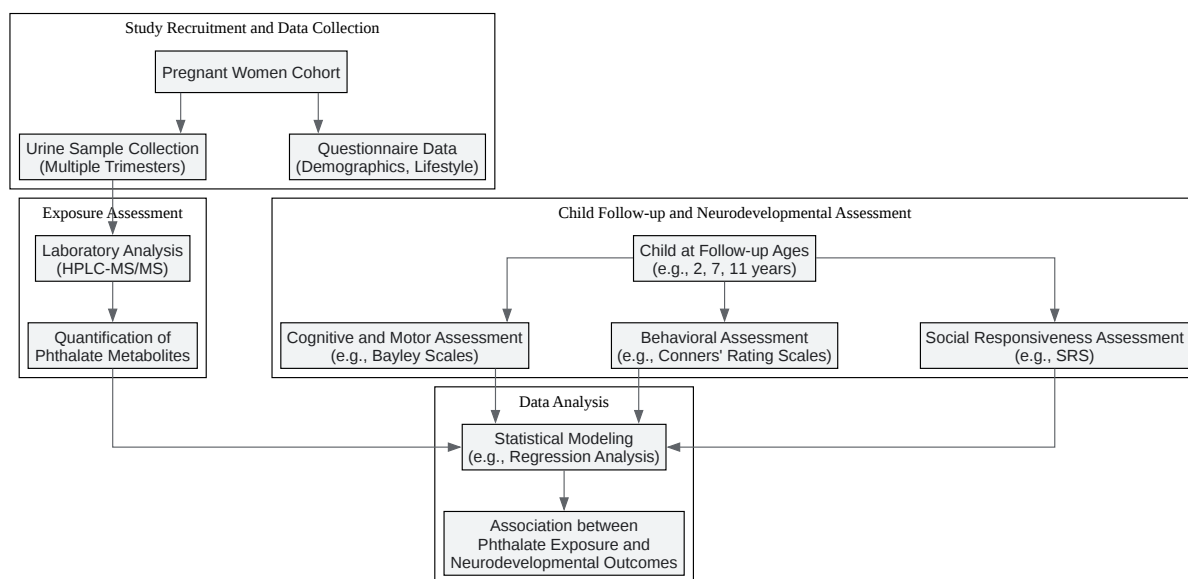 Study Recruitment and Data Collection
Pregnant Women Cohort
Urine Sample Collection
(Multiple Trimesters)
Questionnaire Data
(Demographics, Lifestyle)
Exposure Assessment
Laboratory Analysis
(HPLC-MS/MS)
Quantification of
Phthalate Metabolites
Child Follow-up and Neurodevelopmental Assessment
Child at Follow-up Ages
(e.g., 2, 7, 11 years)
Cognitive and Motor Assessment
(e.g., Bayley Scales)
Behavioral Assessment
(e.g., Conners' Rating Scales)
Social Responsiveness Assessment
(e.g., SRS)
Data Analysis
Statistical Modeling
(e.g., Regression Analysis)
Association between
Phthalate Exposure and
Neurodevelopmental Outcomes